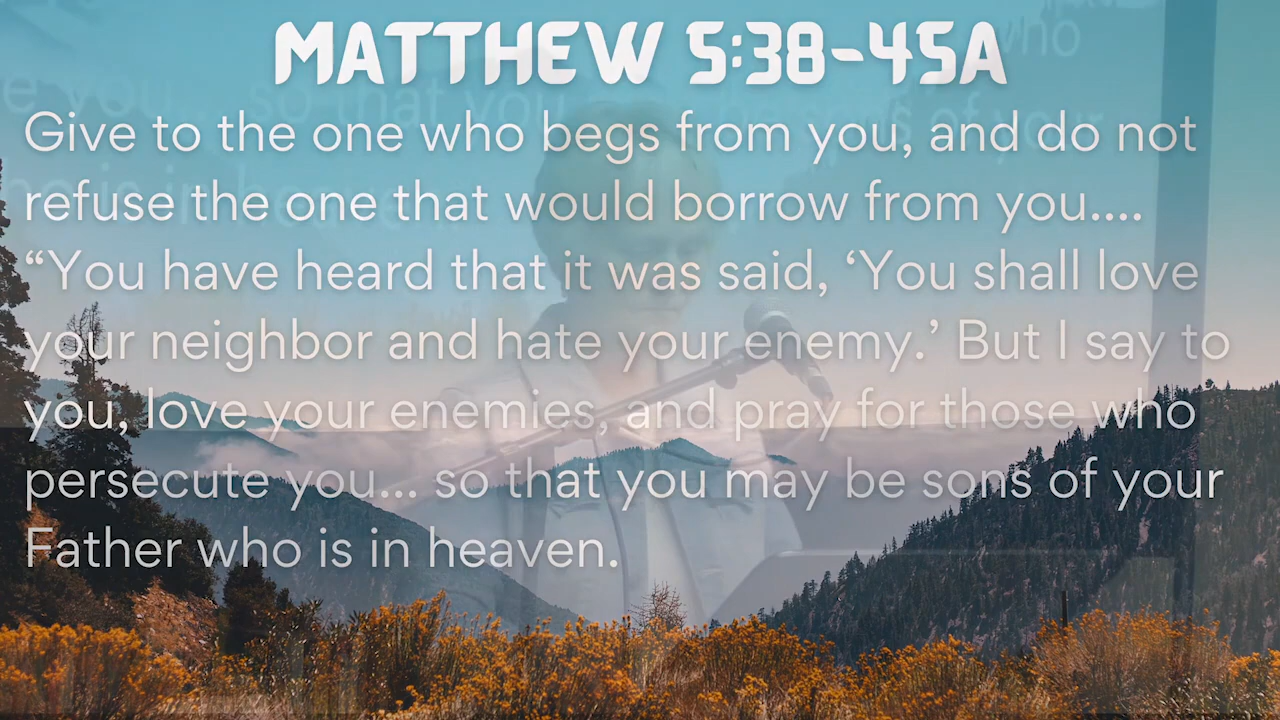 MATTHEW 5:38-45A
Give to the one who begs from you, and do not
refuse the one that would borrow from you....
“You have heard that it was said, ‘You shall love
your neighbor and hate your enemy.’ But I say to
you, love your enemies, and pray for those who
persecute you... so that you may be sons of your
Father who is in heaven.